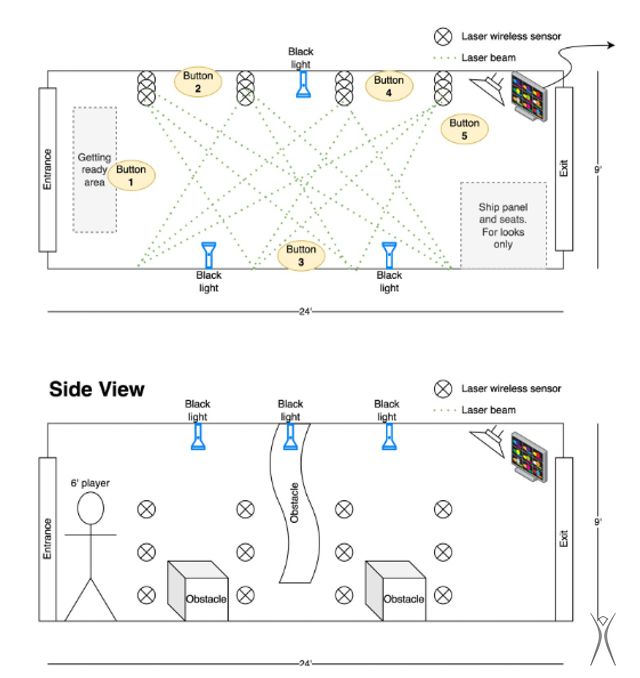 Laser wireless sensor
Black
light
Laser beam
Button
2
Button
4
Button
5
Entrance
Getting
ready
area
Button
1
Exit
9'
Ship panel
and seats.
For looks
only
Button
3
Black
light
Black
light
24'
Side View
Laser wireless sensor
Black
light
Black
light
Black
light
Laser beam
6' player
Obstacle
Entrance
Exit
9'
Obstacle
Obstacle
24'